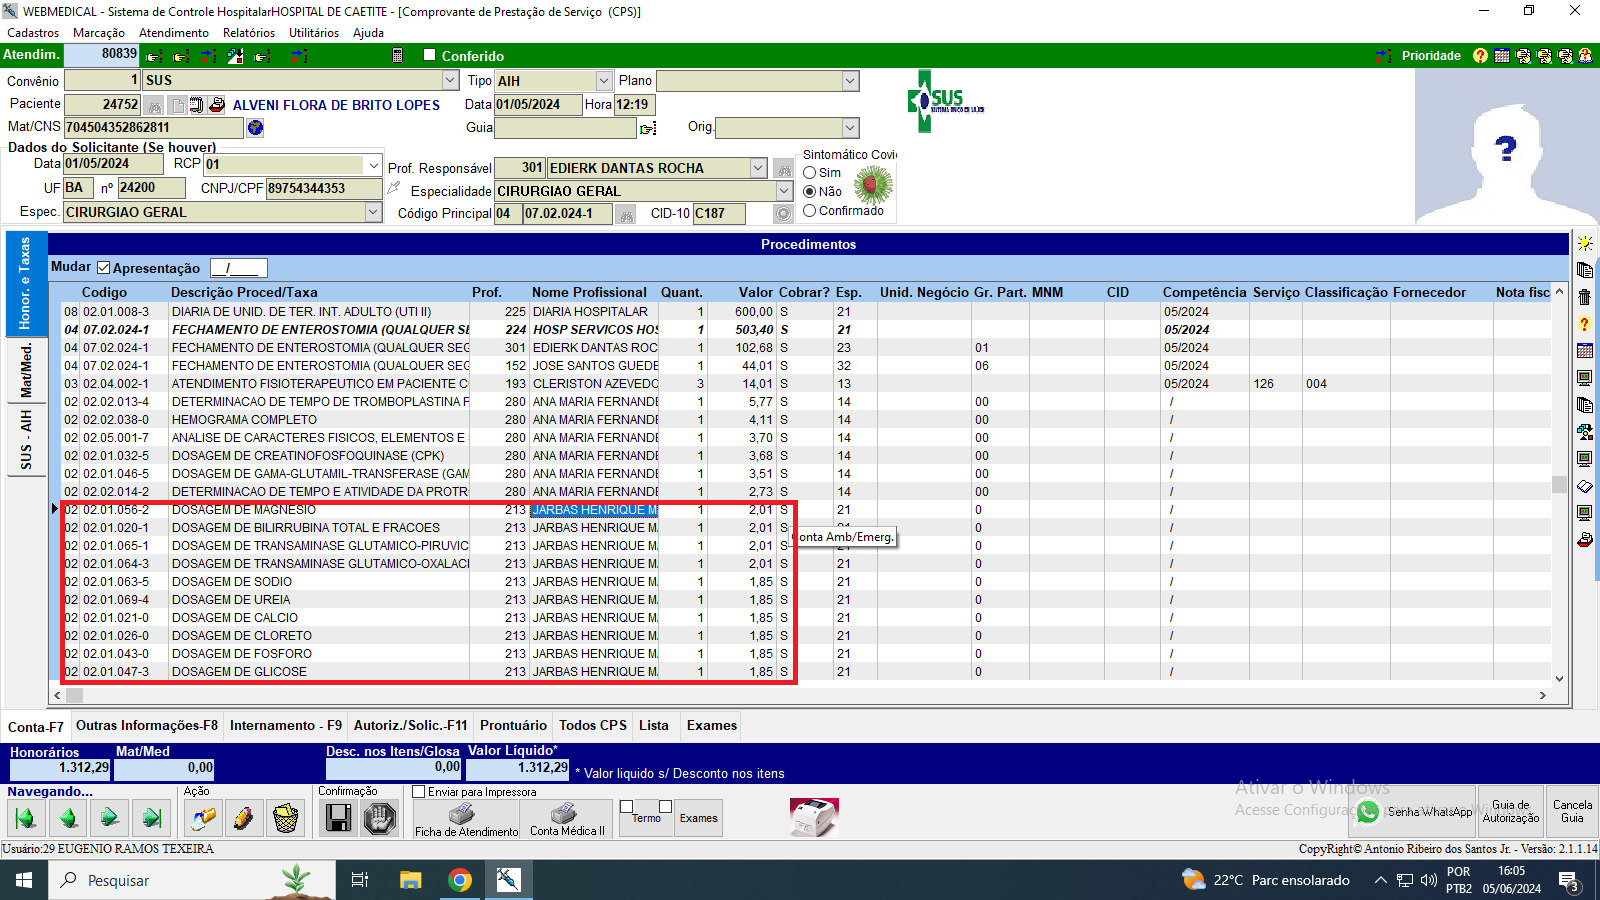 WEBMEDICAL - Sistema de Controle HospitalarHOSPITAL DE CAETITE - [Comprovante de Prestação de Serviço (CPS)]
Cadastros Marcação Atendimento Relatórios Utilitários Ajuda
Atendim. 80839 Conferido Prioridade
Convênio 1 SUS Tipo AIH Plano
Paciente 24752 ALVENI FLORA DE BRITO LOPES Data 01/05/2024 Hora 12:19
Mat/CNS 704504352862811 Guia Orig.
SUS
Dados do Solicitante (Se houver)
Data 01/05/2024 RCP 01
UF BA nº 24200 CNPJ/CPF 89754344353
Espec. CIRURGIAO GERAL
Prof. Responsável 301 EDIERK DANTAS ROCHA
Especialidade CIRURGIAO GERAL
Código Principal 04 07.02.024-1 CID-10 C187
Sintomático Covi
Sim
Não
Confirmado
Honor. e Taxas
Mat/Med.
SUS - AIH
Procedimentos
Mudar Apresentação __/____
Codigo Descrição Proced/Taxa Prof. Nome Profissional Quant. Valor Cobrar? Esp. Unid. Negócio Gr. Part. MNM CID Competência Serviço Classificação Fornecedor Nota fisc
08 02.01.008-3 DIARIA DE UNID. DE TER. INT. ADULTO (UTI II) 225 DIARIA HOSPITALAR 1 600,00 S 21 05/2024
04 07.02.024-1 FECHAMENTO DE ENTEROSTOMIA (QUALQUER SE 224 HOSP SERVICOS HOS 1 503,40 S 21 05/2024
04 07.02.024-1 FECHAMENTO DE ENTEROSTOMIA (QUALQUER SEG 301 EDIERK DANTAS ROC 1 102,68 S 23 01 05/2024
04 07.02.024-1 FECHAMENTO DE ENTEROSTOMIA (QUALQUER SEG 152 JOSE SANTOS GUEDE 1 44,01 S 32 06 05/2024
03 02.04.002-1 ATENDIMENTO FISIOTERAPEUTICO EM PACIENTE C 193 CLERISTON AZEVEDO 3 14,01 S 13 05/2024 126 004
02 02.02.013-4 DETERMINACAO DE TEMPO DE TROMBOPLASTINA P 280 ANA MARIA FERNANDE 1 5,77 S 14 00 /
02 02.02.038-0 HEMOGRAMA COMPLETO 280 ANA MARIA FERNANDE 1 4,11 S 14 00 /
02 02.05.001-7 ANALISE DE CARACTERES FISICOS, ELEMENTOS E 280 ANA MARIA FERNANDE 1 3,70 S 14 00 /
02 02.01.032-5 DOSAGEM DE CREATINOFOSFOQUINASE (CPK) 280 ANA MARIA FERNANDE 1 3,68 S 14 00 /
02 02.01.046-5 DOSAGEM DE GAMA-GLUTAMIL-TRANSFERASE (GAM 280 ANA MARIA FERNANDE 1 3,51 S 14 00 /
02 02.02.014-2 DETERMINACAO DE TEMPO E ATIVIDADE DA PROTR 280 ANA MARIA FERNANDE 1 2,73 S 14 00 /
02 02.01.056-2 DOSAGEM DE MAGNESIO 213 JARBAS HENRIQUE M 1 2,01 S 21 0 /
02 02.01.020-1 DOSAGEM DE BILIRRUBINA TOTAL E FRACOES 213 JARBAS HENRIQUE M 1 2,01 S 21 0 /
Conta Amb/Emerg.
02 02.01.065-1 DOSAGEM DE TRANSAMINASE GLUTAMICO-PIRUVIC 213 JARBAS HENRIQUE M 1 2,01 S 21 0 /
02 02.01.064-3 DOSAGEM DE TRANSAMINASE GLUTAMICO-OXALACI 213 JARBAS HENRIQUE M 1 2,01 S 21 0 /
02 02.01.063-5 DOSAGEM DE SODIO 213 JARBAS HENRIQUE M 1 1,85 S 21 0 /
02 02.01.069-4 DOSAGEM DE UREIA 213 JARBAS HENRIQUE M 1 1,85 S 21 0 /
02 02.01.021-0 DOSAGEM DE CALCIO 213 JARBAS HENRIQUE M 1 1,85 S 21 0 /
02 02.01.026-0 DOSAGEM DE CLORETO 213 JARBAS HENRIQUE M 1 1,85 S 21 0 /
02 02.01.043-0 DOSAGEM DE FOSFORO 213 JARBAS HENRIQUE M 1 1,85 S 21 0 /
02 02.01.047-3 DOSAGEM DE GLICOSE 213 JARBAS HENRIQUE M 1 1,85 S 21 0 /
Conta-F7 Outras Informações-F8 Internamento - F9 Autoriz./Solic.-F11 Prontuário Todos CPS Lista Exames
Honorários Mat/Med Desc. nos Itens/Glosa Valor Líquido*
1.312,29 0,00 0,00 1.312,29 * Valor liquido s/ Desconto nos itens
Navegando... Ação Confirmação Enviar para Impressora
Ficha de Atendimento Conta Médica II Termo Exames
Ativar o Windows
Acesse Configuraç
Senha WhatsApp
Guia de Autorização
Cancela Guia
Usuário:29 EUGENIO RAMOS TEXEIRA CopyRight© Antonio Ribeiro dos Santos Jr. - Versão: 2.1.1.14
Pesquisar 22°C Parc ensolarado POR PTB2 16:05 05/06/2024 3